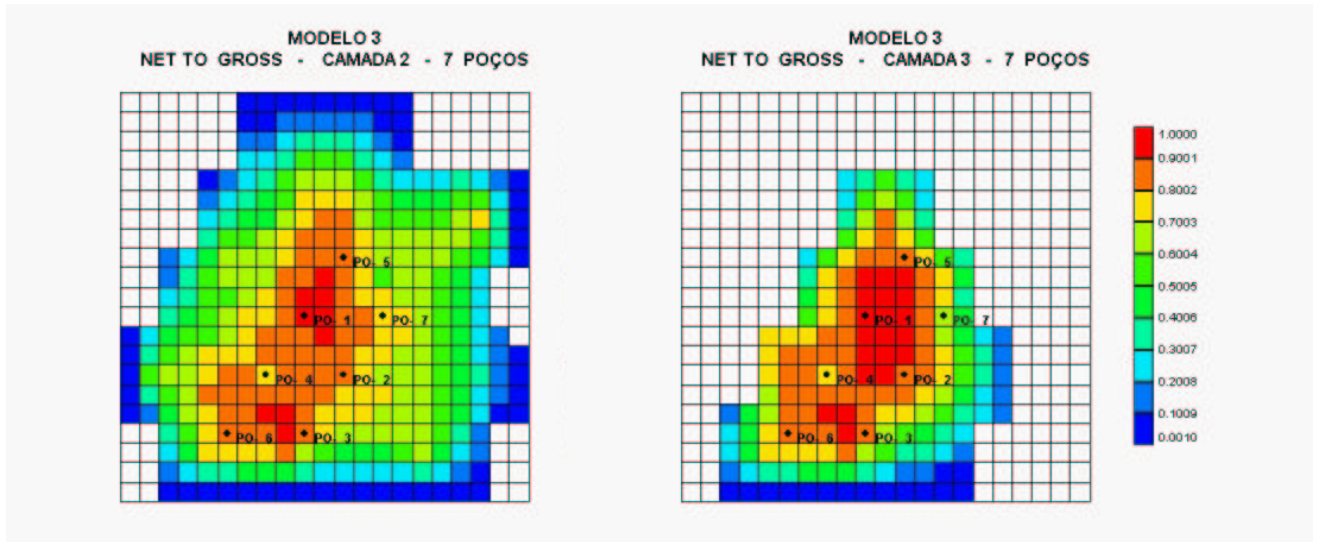 MODELO 3
NET TO GROSS - CAMADA 2 - 7 POÇOS
PO- 5
PO- 1
PO- 7
PO- 4
PO- 2
PO- 6
PO- 3
MODELO 3
NET TO GROSS - CAMADA 3 - 7 POÇOS
PO- 5
PO- 1
PO- 7
PO- 4
PO- 2
PO- 6
PO- 3
1.0000
0.9001
0.8002
0.7003
0.6004
0.5005
0.4006
0.3007
0.2008
0.1009
0.0010